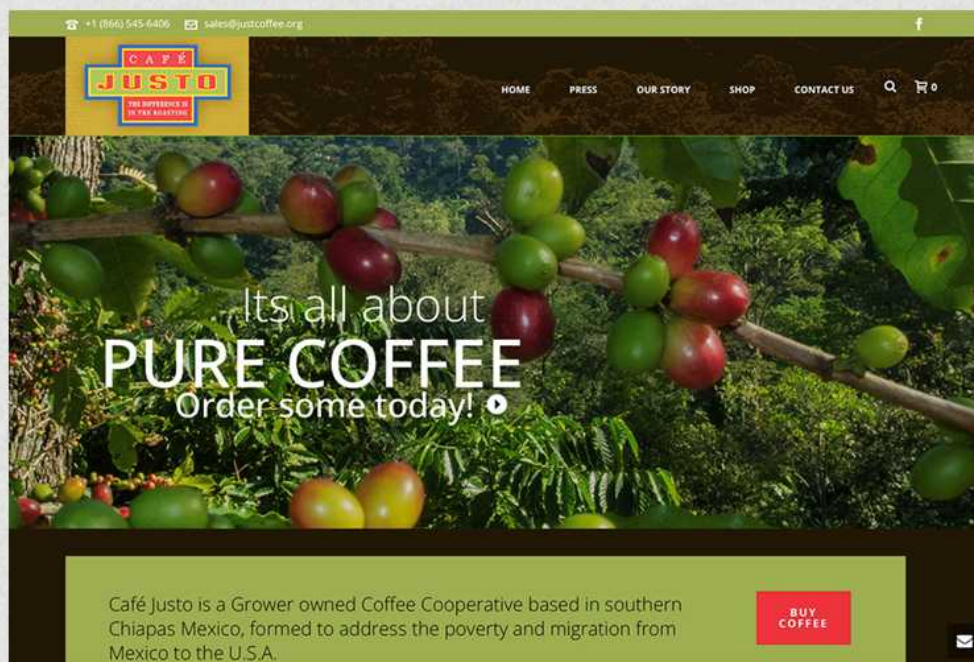 +1 (866) 545-6406 sales@justcoffee.org
CAFÉ
JUSTO
THE DIFFERENCE IS
IN THE ROASTING
HOME PRESS OUR STORY SHOP CONTACT US 0
Its all about
PURE COFFEE
Order some today!
Café Justo is a Grower owned Coffee Cooperative based in southern
Chiapas Mexico, formed to address the poverty and migration from
Mexico to the U.S.A.
BUY
COFFEE